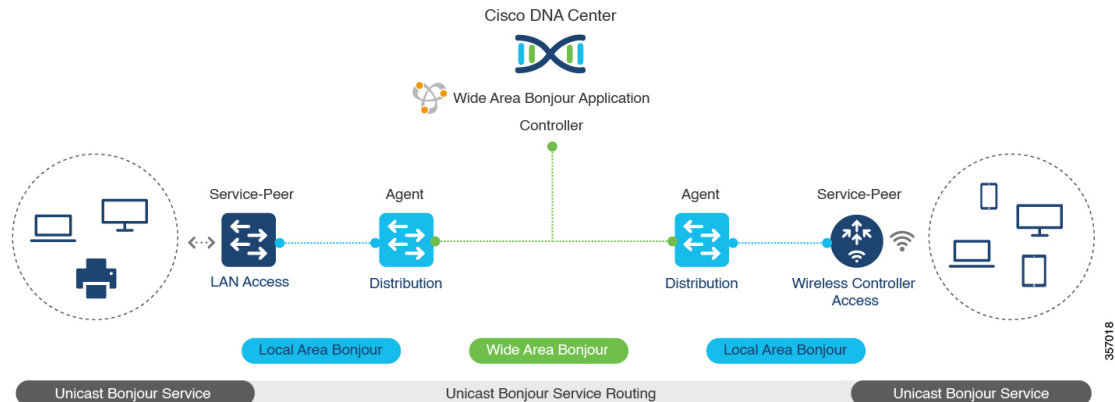 Cisco DNA Center
Wide Area Bonjour Application
Controller
Service-Peer
Agent
Agent
Service-Peer
LAN Access
Distribution
Distribution
Wireless Controller
Access
Local Area Bonjour
Wide Area Bonjour
Local Area Bonjour
Unicast Bonjour Service
Unicast Bonjour Service Routing
Unicast Bonjour Service
357018